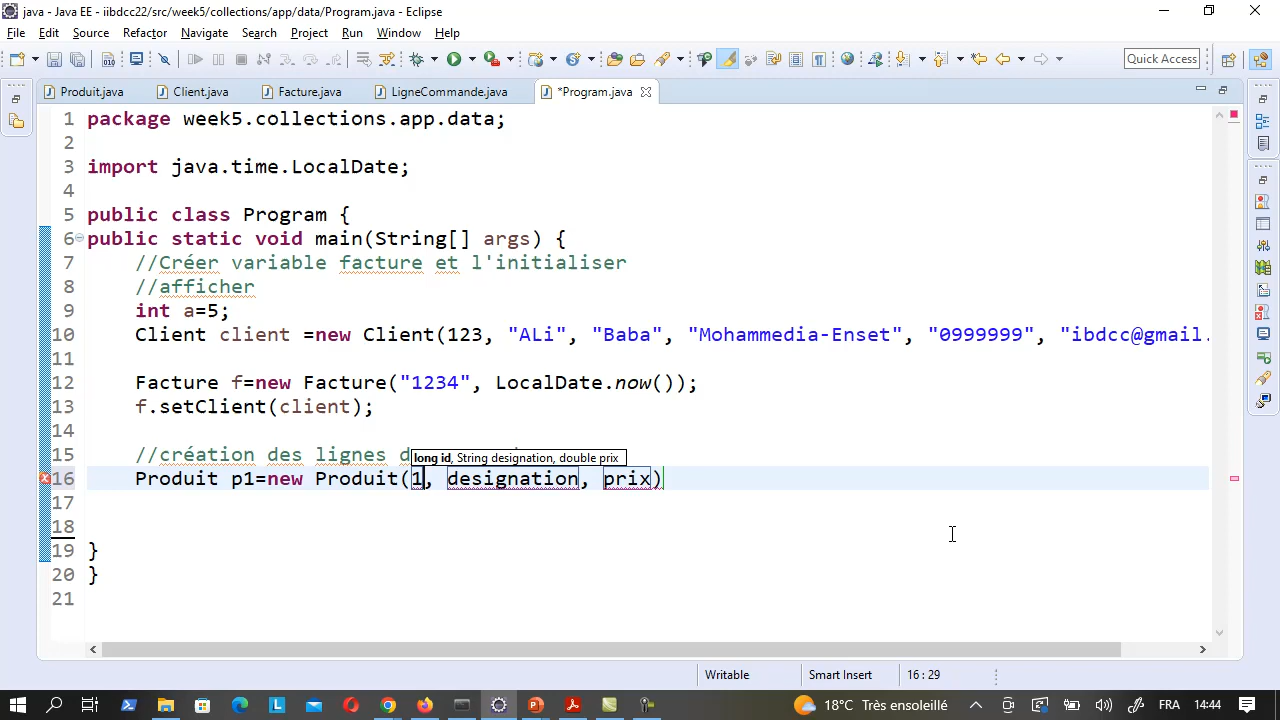 java - Java EE - iibdcc22/src/week5/collections/app/data/Program.java - Eclipse
File Edit Source Refactor Navigate Search Project Run Window Help
Quick Access
Produit.java Client.java Facture.java LigneCommande.java *Program.java
1 package week5.collections.app.data;
2
3 import java.time.LocalDate;
4
5 public class Program {
6 public static void main(String[] args) {
7 //Créer variable facture et l'initialiser
8 //afficher
9 int a=5;
10 Client client =new Client(123, "ALi", "Baba", "Mohammedia-Enset", "0999999", "ibdcc@gmail.
11
12 Facture f=new Facture("1234", LocalDate.now());
13 f.setClient(client);
14
15 //création des lignes d
long id, String designation, double prix
16 Produit p1=new Produit(1, designation, prix)
17
18
19 }
20 }
21
Writable Smart Insert 16 : 29
18°C Très ensoleillé FRA 14:44